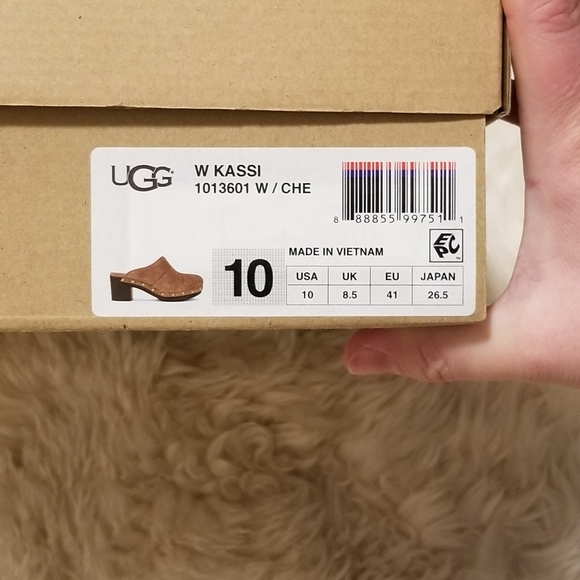 UGG
W KASSI
1013601 W / CHE
8 88855 99751 1
EPC
10
MADE IN VIETNAM
USA UK EU JAPAN
10 8.5 41 26.5